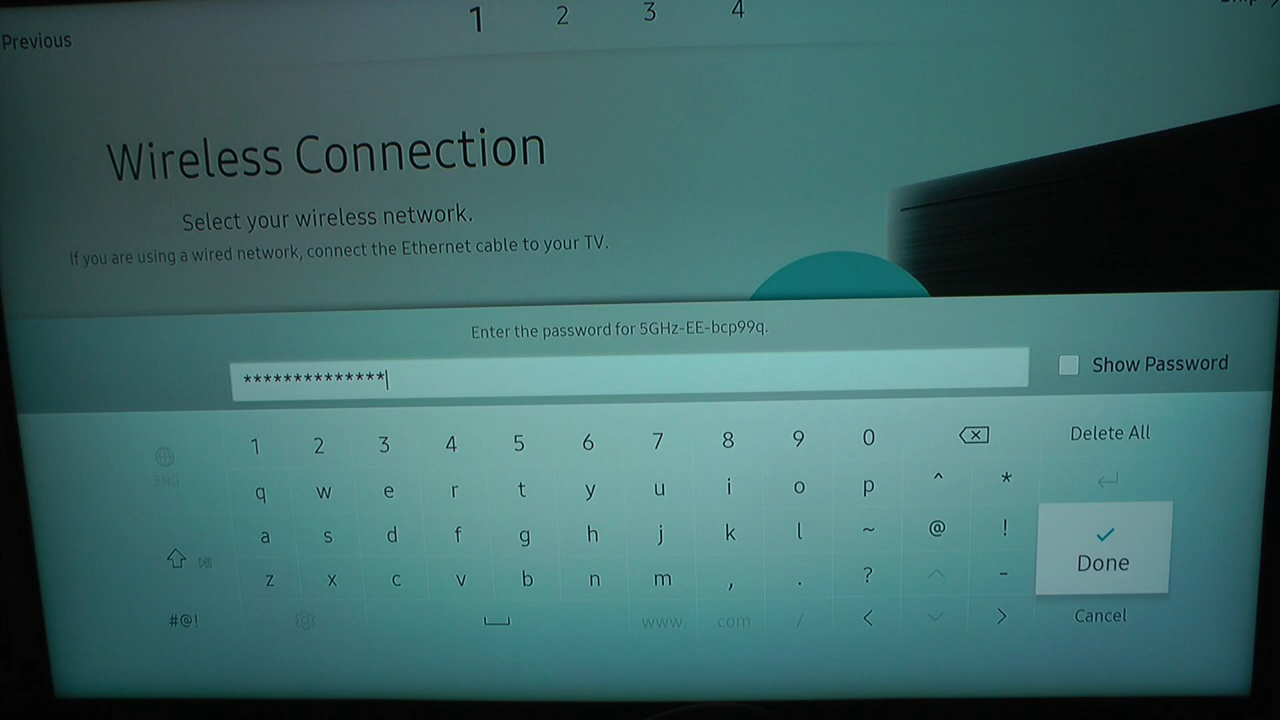 1 2 3 4
Previous
Wireless Connection
Select your wireless network.
If you are using a wired network, connect the Ethernet cable to your TV.
Enter the password for 5GHz-EE-bcp99q.
**************
Show Password
1 2 3 4 5 6 7 8 9 0
Delete All
ENG
q w e r t y u i o p ^ *
a s d f g h j k l ~ @ !
z x c v b n m , . ? -
Done
#@! www. .com / < >
Cancel